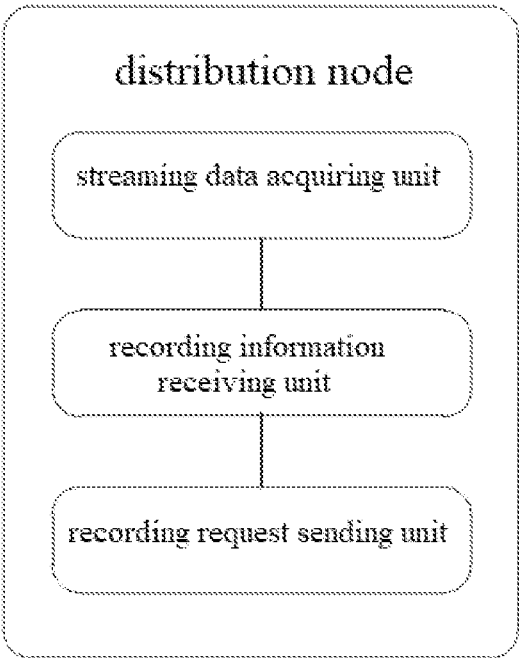 distribution node
streaming data acquiring unit
recording information
receiving unit
recording request sending unit